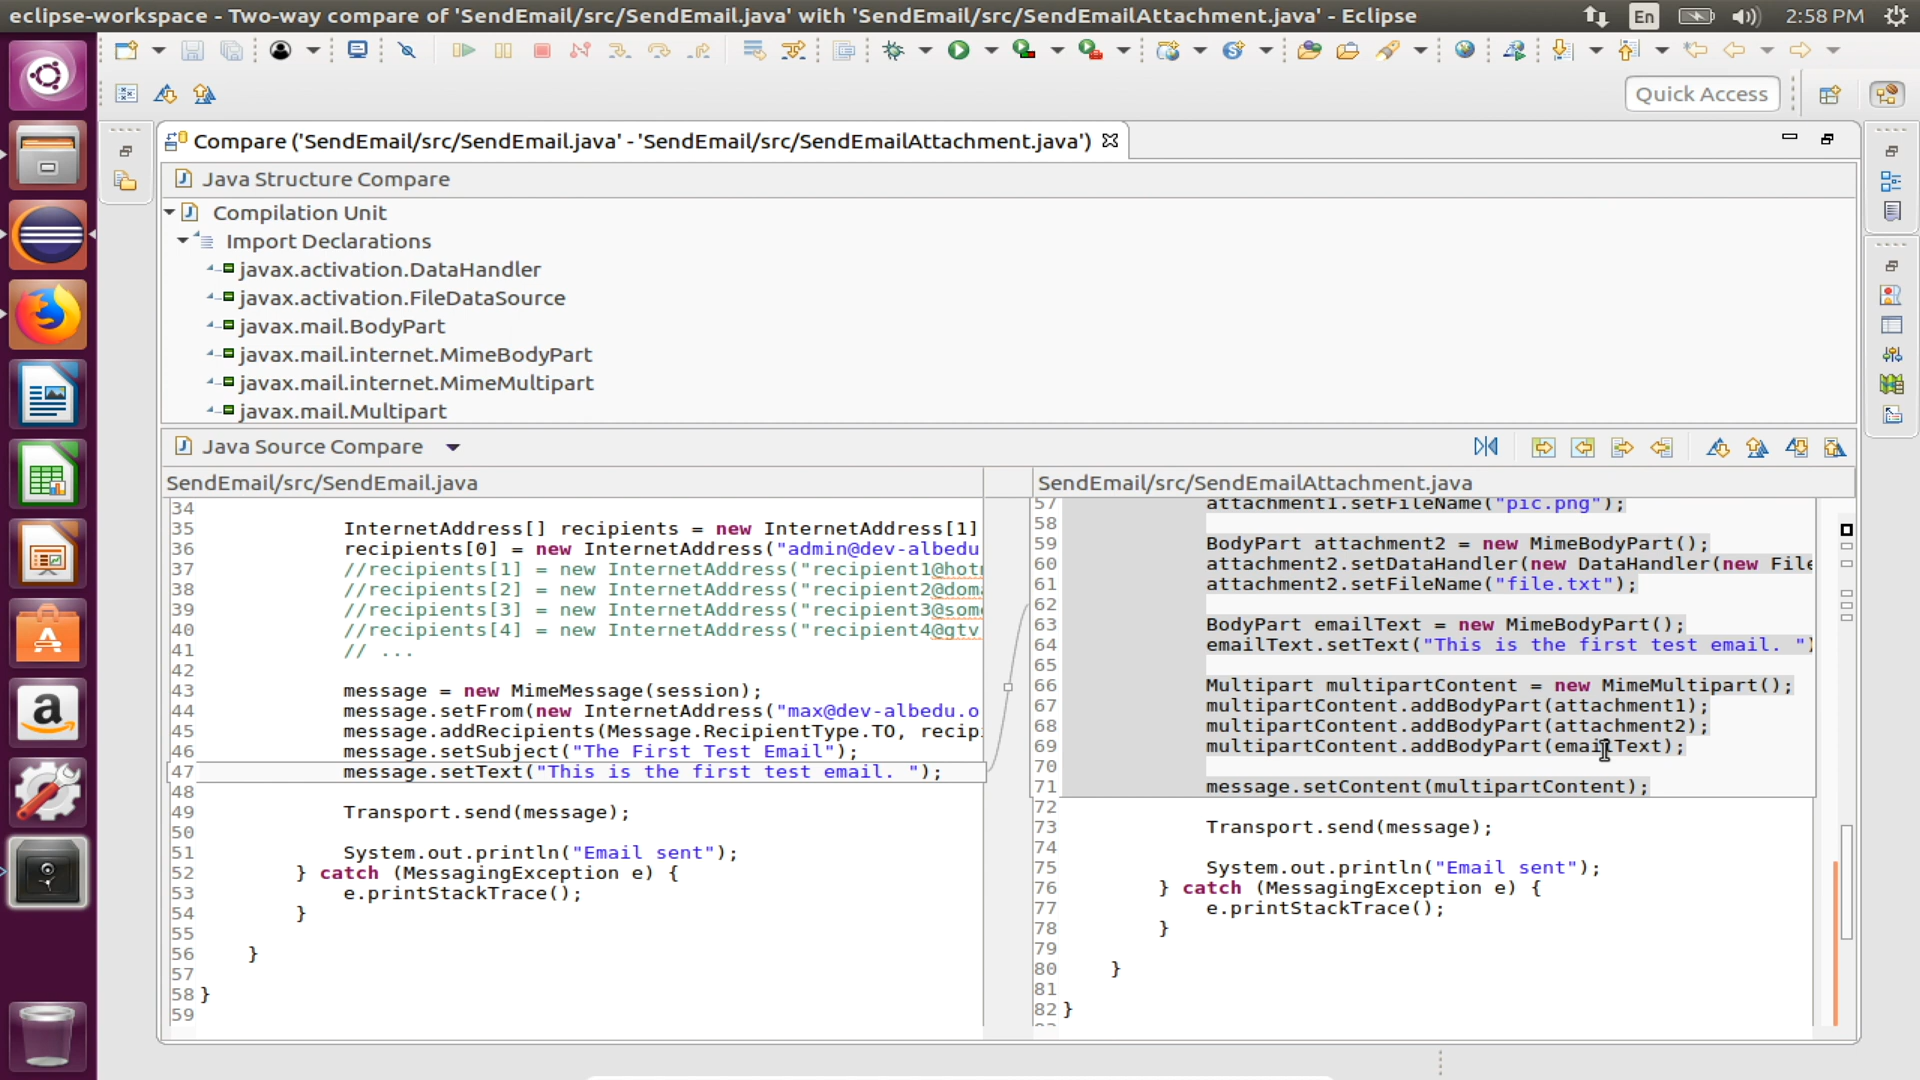 eclipse-workspace - Two-way compare of 'SendEmail/src/SendEmail.java' with 'SendEmail/src/SendEmailAttachment.java' - Eclipse
En
2:58 PM
Quick Access
Compare ('SendEmail/src/SendEmail.java' - 'SendEmail/src/SendEmailAttachment.java')
Java Structure Compare
Compilation Unit
Import Declarations
javax.activation.DataHandler
javax.activation.FileDataSource
javax.mail.BodyPart
javax.mail.internet.MimeBodyPart
javax.mail.internet.MimeMultipart
javax.mail.Multipart
Java Source Compare
SendEmail/src/SendEmail.java
34
35 InternetAddress[] recipients = new InternetAddress[1]
36 recipients[0] = new InternetAddress("admin@dev-albedu
37 //recipients[1] = new InternetAddress("recipient1@hot
38 //recipients[2] = new InternetAddress("recipient2@dom
39 //recipients[3] = new InternetAddress("recipient3@som
40 //recipients[4] = new InternetAddress("recipient4@gtv
41 // ...
42
43 message = new MimeMessage(session);
44 message.setFrom(new InternetAddress("max@dev-albedu.o
45 message.addRecipients(Message.RecipientType.TO, recip
46 message.setSubject("The First Test Email");
47 message.setText("This is the first test email. ");
48
49 Transport.send(message);
50
51 System.out.println("Email sent");
52 } catch (MessagingException e) {
53 e.printStackTrace();
54 }
55
56 }
57
58 }
59
SendEmail/src/SendEmailAttachment.java
57 attachment1.setFileName("pic.png");
58
59 BodyPart attachment2 = new MimeBodyPart();
60 attachment2.setDataHandler(new DataHandler(new File
61 attachment2.setFileName("file.txt");
62
63 BodyPart emailText = new MimeBodyPart();
64 emailText.setText("This is the first test email. ")
65
66 Multipart multipartContent = new MimeMultipart();
67 multipartContent.addBodyPart(attachment1);
68 multipartContent.addBodyPart(attachment2);
69 multipartContent.addBodyPart(emailText);
70
71 message.setContent(multipartContent);
72
73 Transport.send(message);
74
75 System.out.println("Email sent");
76 } catch (MessagingException e) {
77 e.printStackTrace();
78 }
79
80 }
81
82 }